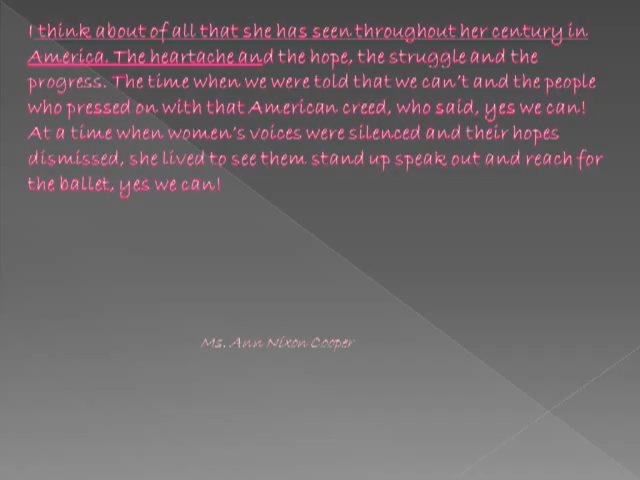 I think about of all that she has seen throughout her century in
America. The heartache and the hope, the struggle and the
progress. The time when we were told that we can't and the people
who pressed on with that American creed, who said, yes we can!
At a time when women's voices were silenced and their hopes
dismissed, she lived to see them stand up speak out and reach for
the ballet, yes we can!
Ms. Ann Nixon Cooper